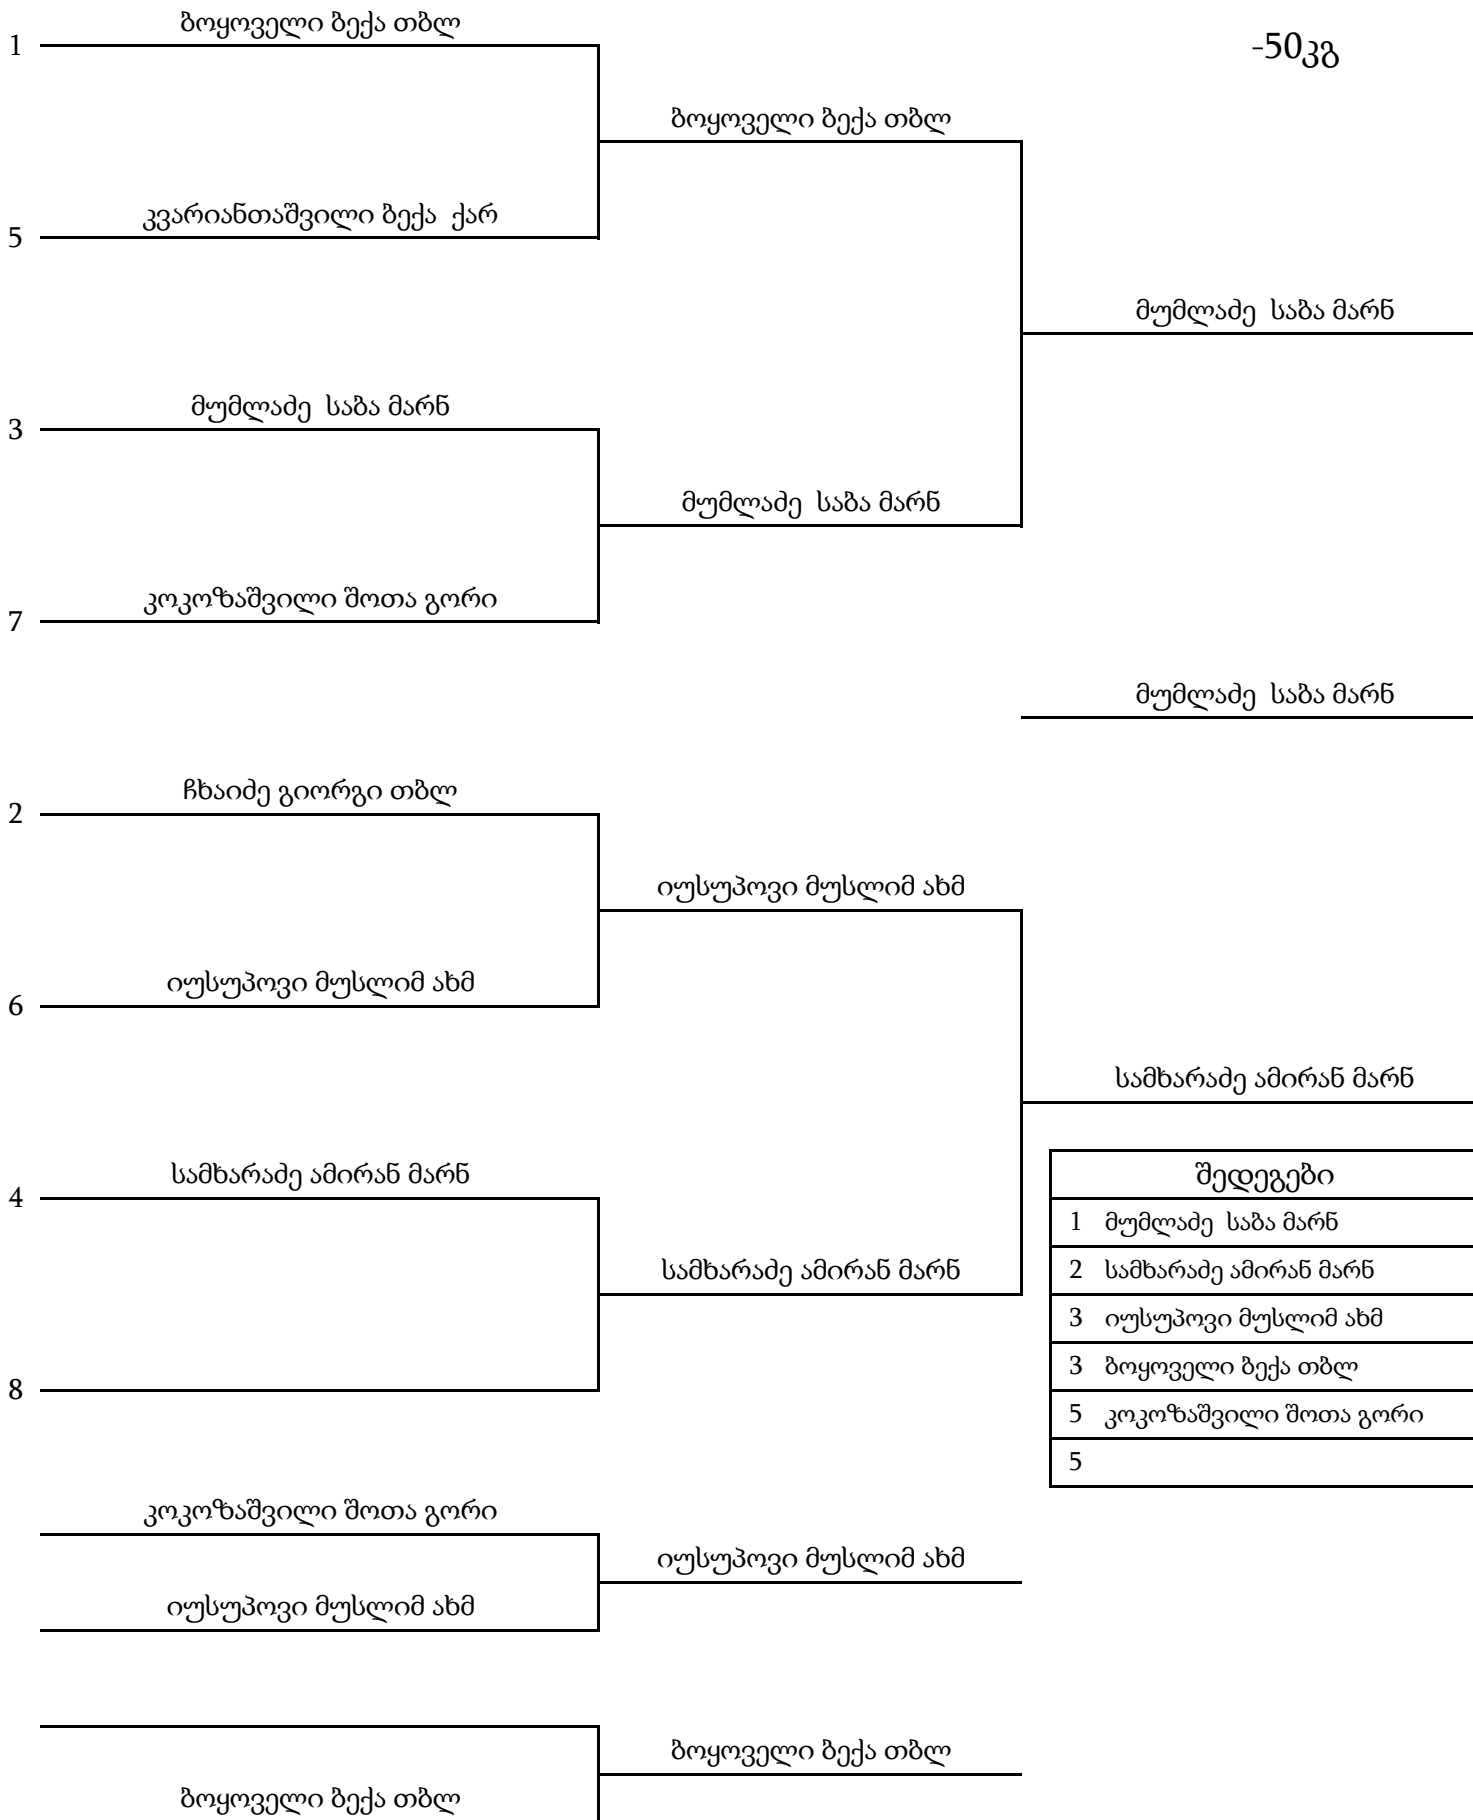 ბოყოველი ბექა თბლ
1
-50კგ
ბოყოველი ბექა თბლ
კვარიანთაშვილი ბექა  ქარ
5
მუმლაძე  საბა მარნ
მუმლაძე  საბა მარნ
3
მუმლაძე  საბა მარნ
კოკოზაშვილი შოთა გორი
7
მუმლაძე  საბა მარნ
ჩხაიძე გიორგი თბლ
2
იუსუპოვი მუსლიმ ახმ
იუსუპოვი მუსლიმ ახმ
6
სამხარაძე ამირან მარნ
სამხარაძე ამირან მარნ
4
სამხარაძე ამირან მარნ
8
შედეგები
1 მუმლაძე  საბა მარნ
2 სამხარაძე ამირან მარნ
3 იუსუპოვი მუსლიმ ახმ
3 ბოყოველი ბექა თბლ
5 კოკოზაშვილი შოთა გორი
5
კოკოზაშვილი შოთა გორი
იუსუპოვი მუსლიმ ახმ
იუსუპოვი მუსლიმ ახმ
ბოყოველი ბექა თბლ
ბოყოველი ბექა თბლ